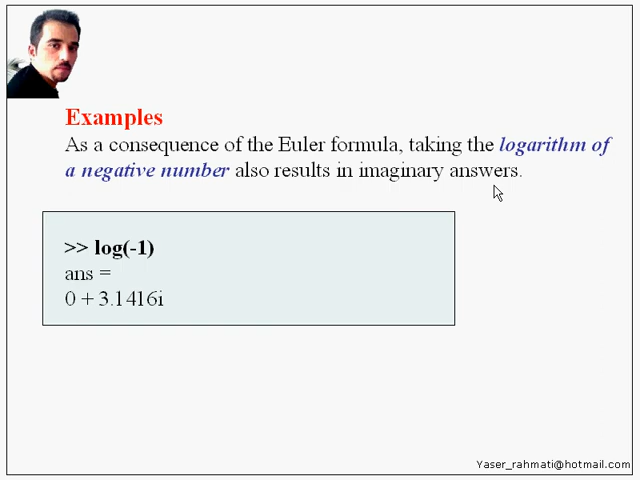 Examples
As a consequence of the Euler formula, taking the logarithm of
a negative number also results in imaginary answers.
>> log(-1)
ans =
0 + 3.1416i
Yaser_rahmati@hotmail.com